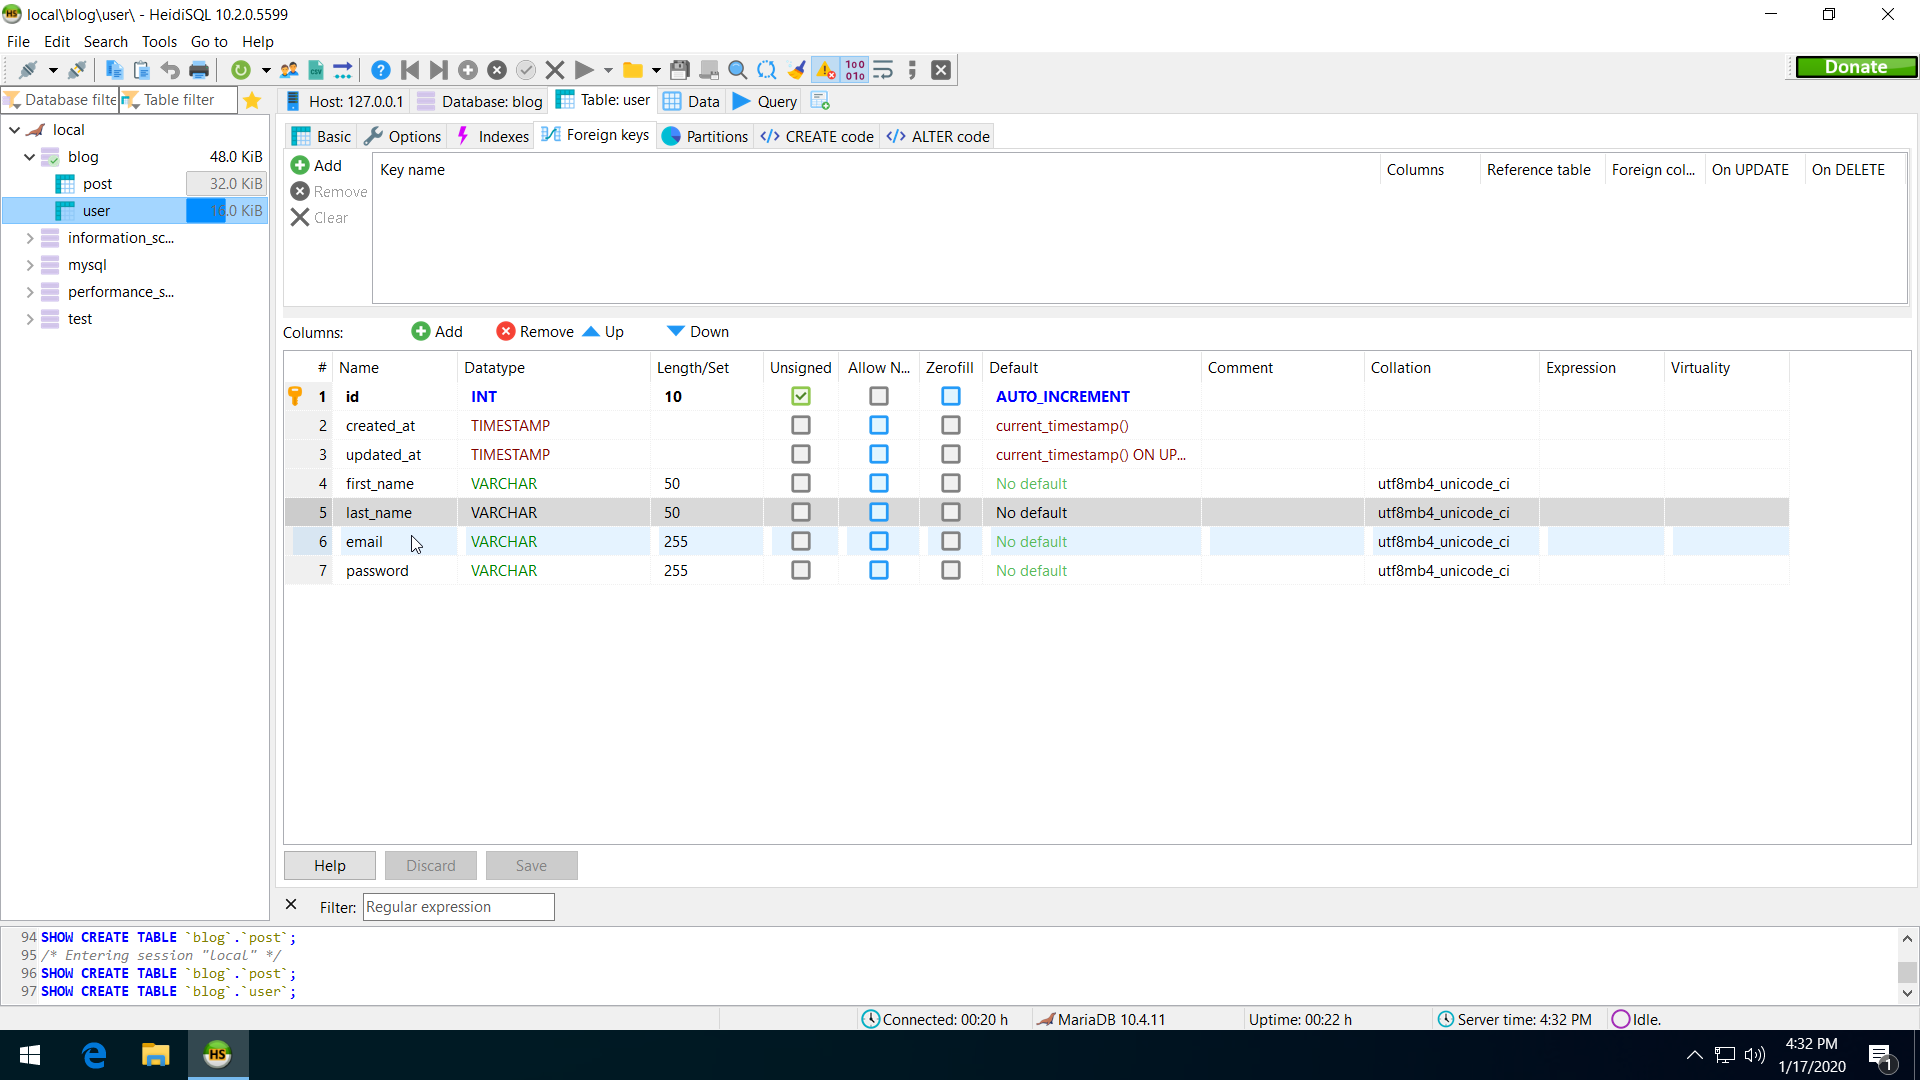 local\blog\user\ - HeidiSQL 10.2.0.5599
File Edit Search Tools Go to Help
Donate
Database filte Table filter Host: 127.0.0.1 Database: blog Table: user Data Query
local
blog 48.0 KiB
post 32.0 KiB
user 16.0 KiB
information_sc...
mysql
performance_s...
test
Basic Options Indexes Foreign keys Partitions CREATE code ALTER code
Add
Remove
Clear
Key name Columns Reference table Foreign col... On UPDATE On DELETE
Columns: Add Remove Up Down
# Name Datatype Length/Set Unsigned Allow N... Zerofill Default Comment Collation Expression Virtuality
1 id INT 10 AUTO_INCREMENT
2 created_at TIMESTAMP current_timestamp()
3 updated_at TIMESTAMP current_timestamp() ON UP...
4 first_name VARCHAR 50 No default utf8mb4_unicode_ci
5 last_name VARCHAR 50 No default utf8mb4_unicode_ci
6 email VARCHAR 255 No default utf8mb4_unicode_ci
7 password VARCHAR 255 No default utf8mb4_unicode_ci
Help Discard Save
Filter: Regular expression
94 SHOW CREATE TABLE `blog`.`post`;
95 /* Entering session "local" */
96 SHOW CREATE TABLE `blog`.`post`;
97 SHOW CREATE TABLE `blog`.`user`;
Connected: 00:20 h MariaDB 10.4.11 Uptime: 00:22 h Server time: 4:32 PM Idle.
HS
4:32 PM
1/17/2020
1